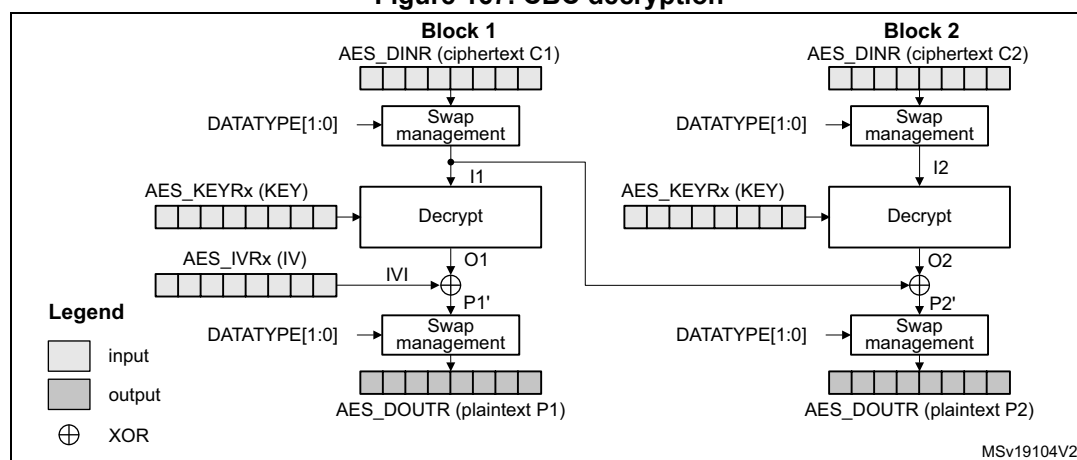 Figure CBC decryption
Block 1
AES_DINR (ciphertext C1)
DATATYPE[1:0]
Swap
management
I1
AES_KEYRx (KEY)
Decrypt
AES_IVRx (IV)
IVI
O1
P1'
DATATYPE[1:0]
Swap
management
AES_DOUTR (plaintext P1)
Block 2
AES_DINR (ciphertext C2)
DATATYPE[1:0]
Swap
management
I2
AES_KEYRx (KEY)
Decrypt
O2
P2'
DATATYPE[1:0]
Swap
management
AES_DOUTR (plaintext P2)
Legend
input
output
XOR
MSv19104V2